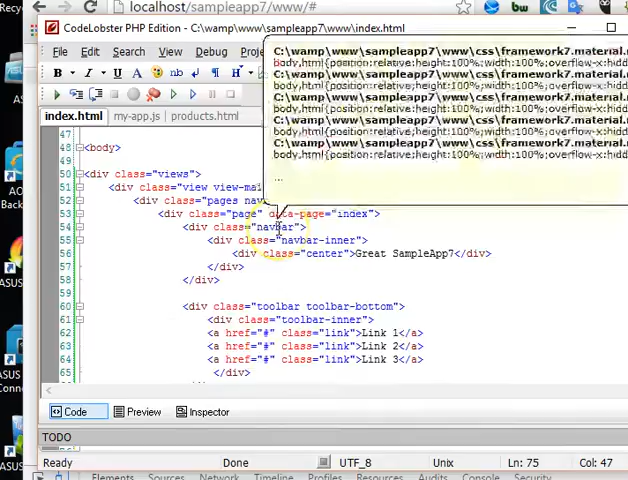 Recycle
localhost/sampleapp7/www/#
CodeLobster PHP Edition - C:\wamp\www\sampleapp7\www\index.html
File Edit Search View Debug
B I U A
C:\wamp\www\sampleapp7\www\css\framework7.material.
body,html{position:relative;height:100%;width:100%;overflow-x:hidd
C:\wamp\www\sampleapp7\www\css\framework7.material.
body,html{position:relative;height:100%;width:100%;overflow-x:hidd
C:\wamp\www\sampleapp7\www\css\framework7.material.
body,html{position:relative;height:100%;width:100%;overflow-x:hidd
C:\wamp\www\sampleapp7\www\css\framework7.material.
body,html{position:relative;height:100%;width:100%;overflow-x:hidd
C:\wamp\www\sampleapp7\www\css\framework7.material.
body,html{position:relative;height:100%;width:100%;overflow-x:hidd
...
index.html my-app.js products.html
47
48 <body>
49
50 <div class="views">
51 <div class="view view-mai
52 <div class="pages nav
53 <div class="page" data-page="index">
54 <div class="navbar">
55 <div class="navbar-inner">
56 <div class="center">Great SampleApp7</div>
57 </div>
58 </div>
59
60 <div class="toolbar toolbar-bottom">
61 <div class="toolbar-inner">
62 <a href="#" class="link">Link 1</a>
63 <a href="#" class="link">Link 2</a>
64 <a href="#" class="link">Link 3</a>
65 </div>
Code Preview Inspector
TODO
Ready Done UTF_8 Unix Ln: 75 Col: 47
Elements Sources Network Timeline Profiles Resources Audits Console